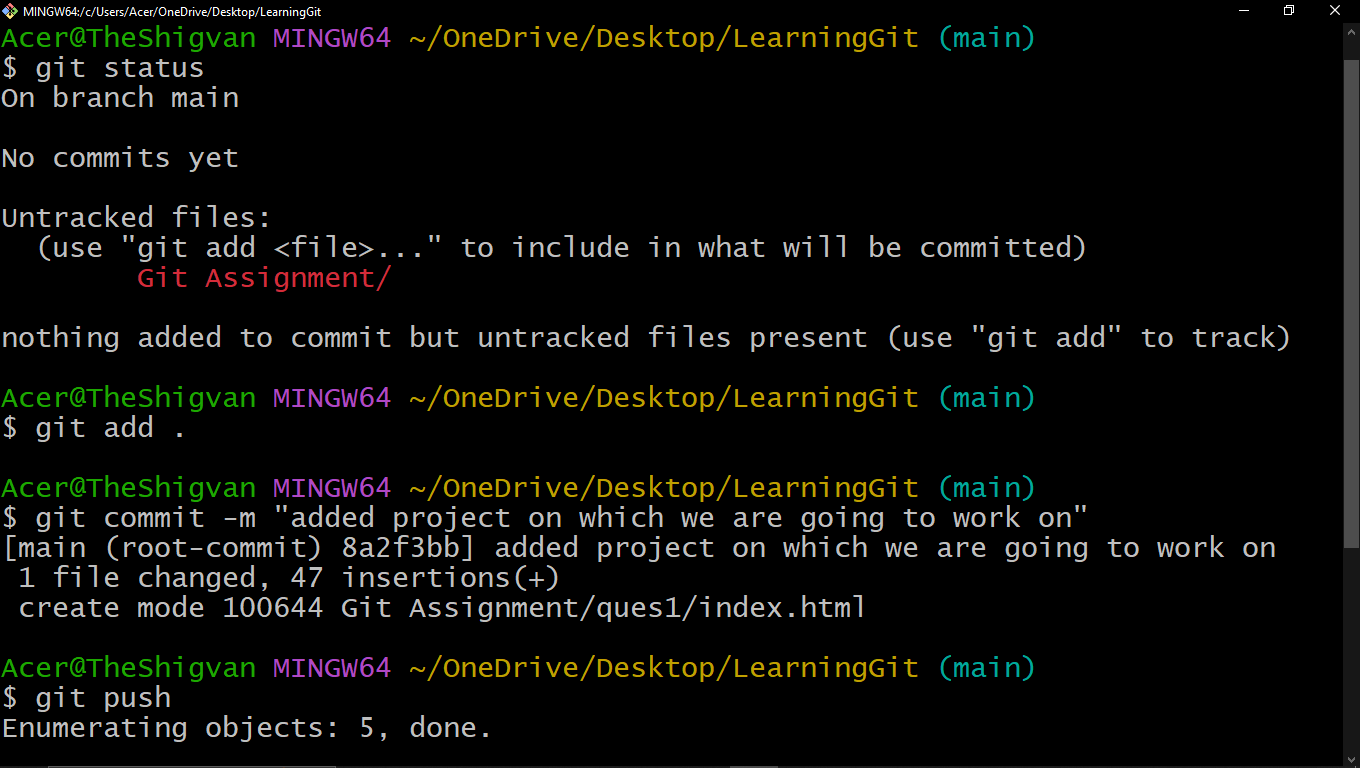 MINGW64:/c/Users/Acer/OneDrive/Desktop/LearningGit
Acer@TheShigvan MINGW64 ~/OneDrive/Desktop/LearningGit (main)
$ git status
On branch main
No commits yet
Untracked files:
  (use "git add <file>..." to include in what will be committed)
        Git Assignment/
nothing added to commit but untracked files present (use "git add" to track)
Acer@TheShigvan MINGW64 ~/OneDrive/Desktop/LearningGit (main)
$ git add .
Acer@TheShigvan MINGW64 ~/OneDrive/Desktop/LearningGit (main)
$ git commit -m "added project on which we are going to work on"
[main (root-commit) 8a2f3bb] added project on which we are going to work on
 1 file changed, 47 insertions(+)
 create mode 100644 Git Assignment/ques1/index.html
Acer@TheShigvan MINGW64 ~/OneDrive/Desktop/LearningGit (main)
$ git push
Enumerating objects: 5, done.